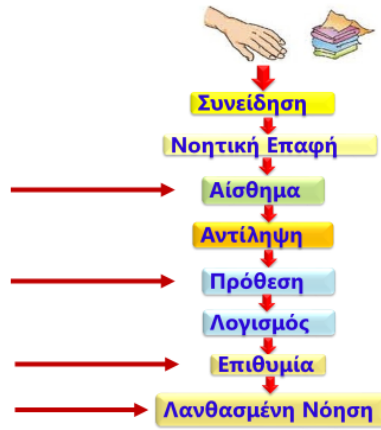 Συνείδηση
Νοητική Επαφή
Αίσθημα
Αντίληψη
Πρόθεση
Λογισμός
Επιθυμία
Λανθασμένη Νόηση